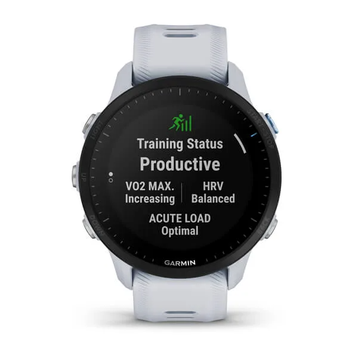 Training Status
Productive
VO2 MAX. HRV
Increasing Balanced
ACUTE LOAD
Optimal
GARMIN